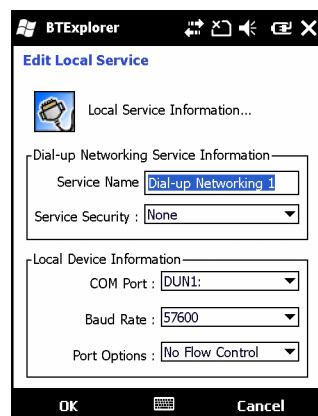 BTExplorer
Edit Local Service
Local Service Information...
Dial-up Networking Service Information
Service Name Dial-up Networking 1
Service Security : None
Local Device Information
COM Port : DUN1:
Baud Rate : 57600
Port Options : No Flow Control
OK Cancel